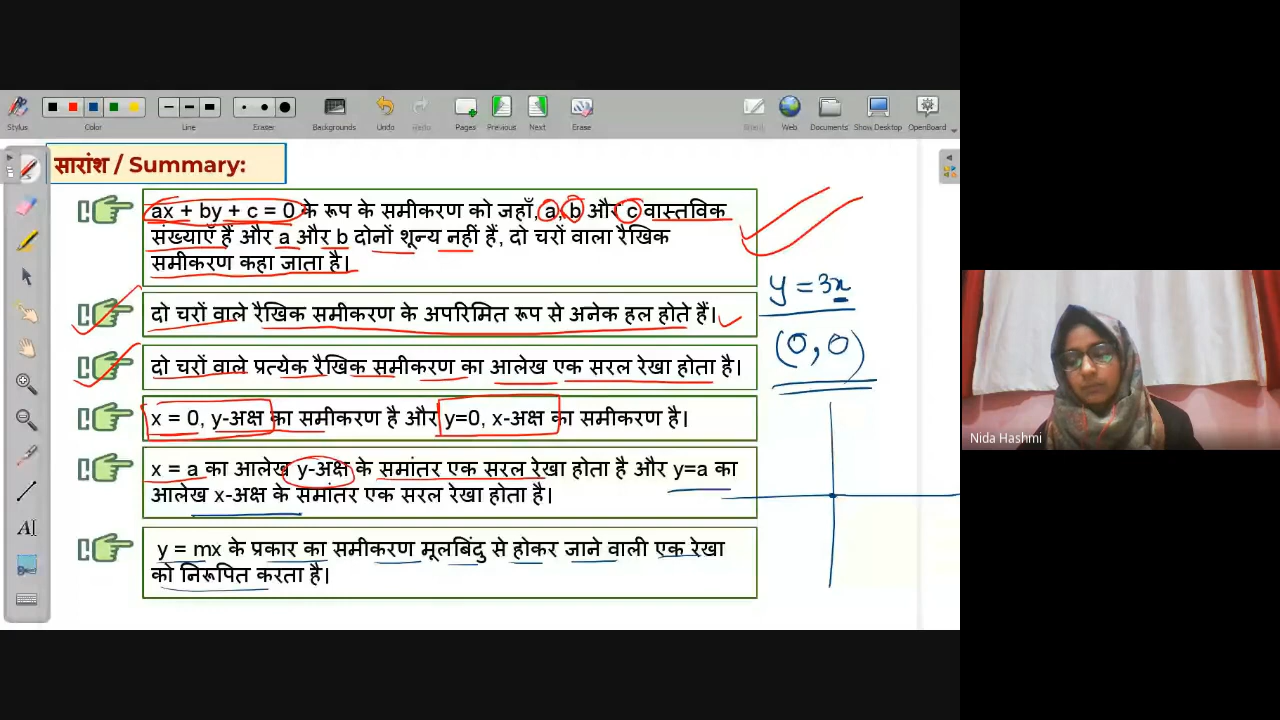 Stylus
Color
Line
Eraser
Backgrounds
Undo
Redo
Pages
Previous
Next
Erase
Web
Documents
Show Desktop
OpenBoard
सारांश / Summary:
ax + by + c = 0 के रूप के समीकरण को जहाँ, a, b और c वास्तविक
संख्याएँ हैं और a और b दोनों शून्य नहीं हैं, दो चरों वाला रैखिक
समीकरण कहा जाता है।
दो चरों वाले रैखिक समीकरण के अपरिमित रूप से अनेक हल होते हैं।
दो चरों वाले प्रत्येक रैखिक समीकरण का आलेख एक सरल रेखा होता है।
x = 0, y-अक्ष का समीकरण है और y=0, x-अक्ष का समीकरण है।
x = a का आलेख y-अक्ष के समांतर एक सरल रेखा होता है और y=a का
आलेख x-अक्ष के समांतर एक सरल रेखा होता है।
y = mx के प्रकार का समीकरण मूलबिंदु से होकर जाने वाली एक रेखा
को निरूपित करता है।
y = 3x
(0, 0)
Nida Hashmi